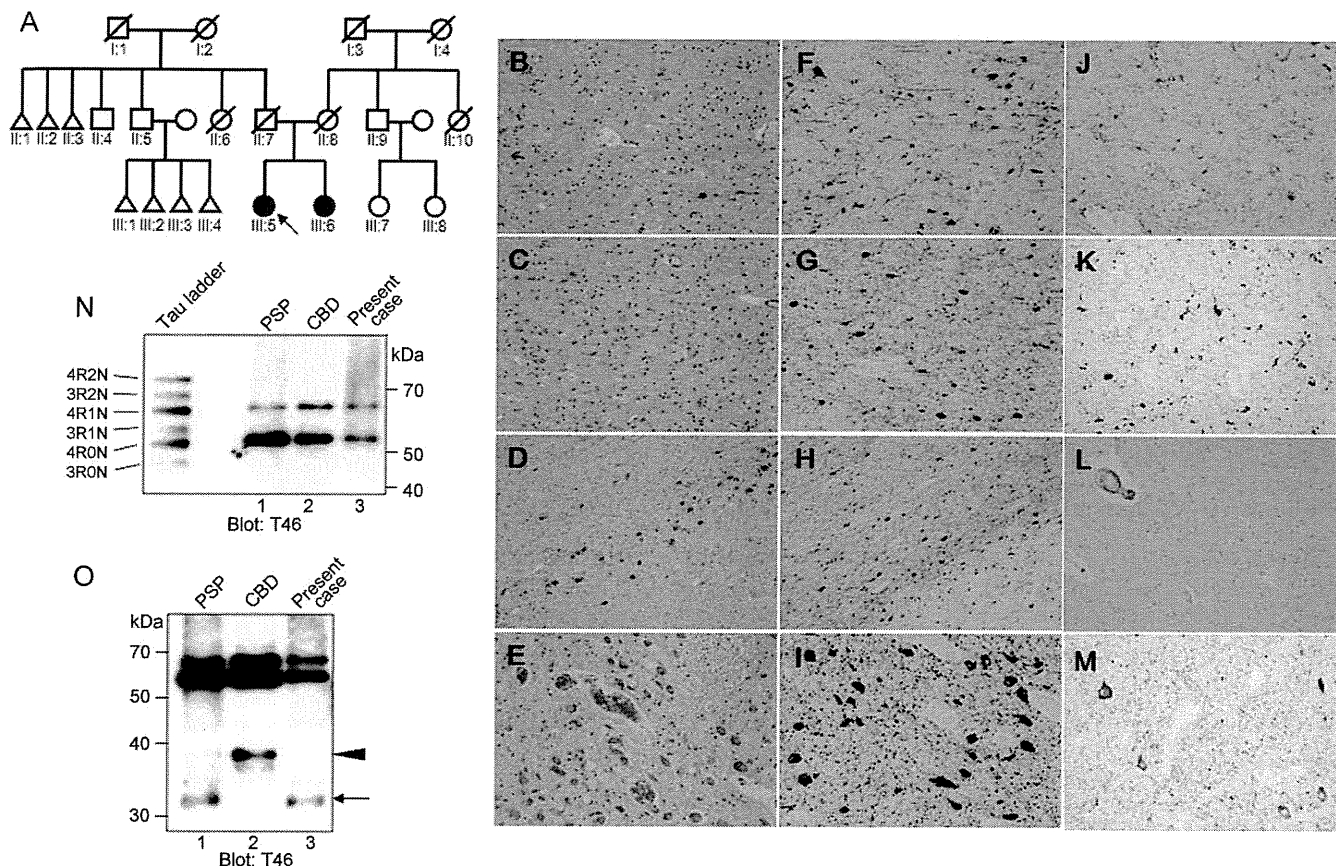 A
I:1 I:2 I:3 I:4
II:1 II:2 II:3 II:4 II:5 II:6 II:7 II:8 II:9 II:10
III:1 III:2 III:3 III:4 III:5 III:6 III:7 III:8
N
Tau ladder PSP CBD Present case
kDa
4R2N
3R2N
4R1N
3R1N
4R0N
3R0N
70
50
40
1 2 3
Blot: T46
O
PSP CBD Present case
kDa
70
50
40
30
1 2 3
Blot: T46
B F J
C G K
D H L
E I M